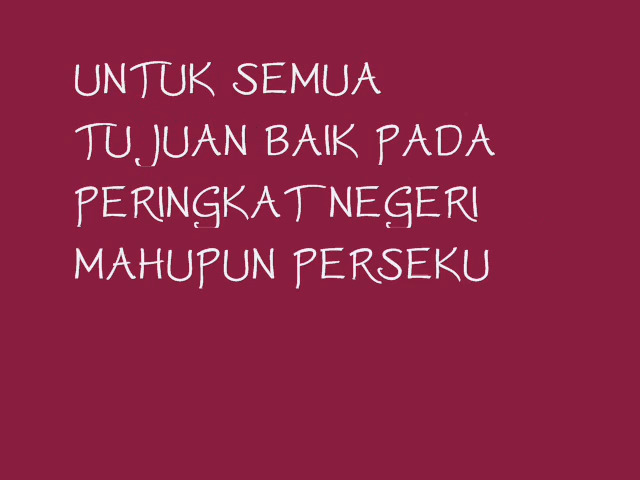 UNTUK SEMUA
TUJUAN BAIK PADA
PERINGKAT NEGERI
MAHUPUN PERSEKU